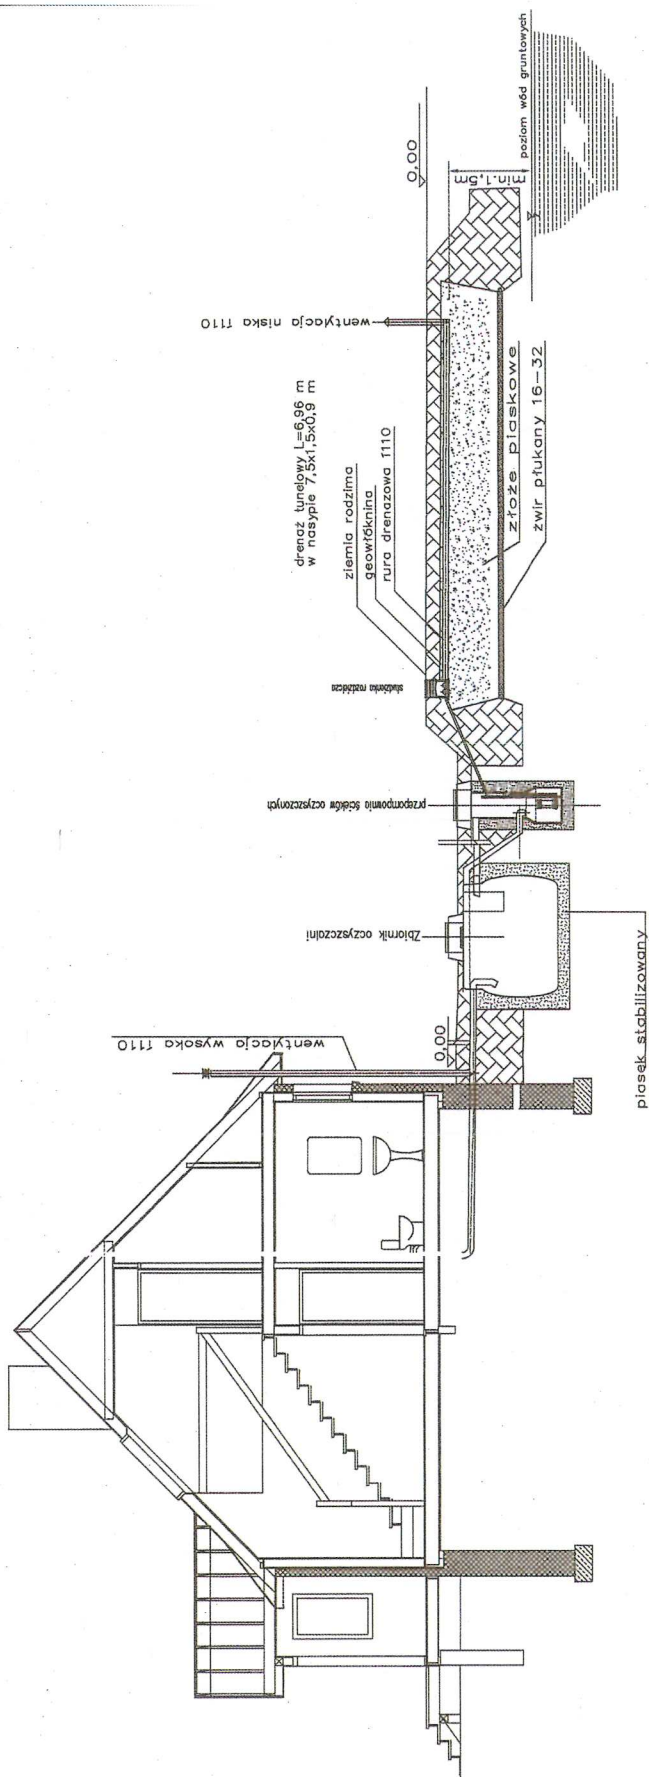 wentylacja wysoka f110
0,00
Zbiornik oczyszczalni
piasek stabilizowany
przepompownia ścieków oczyszczonych
studzienka rozdzielcza
drenaż tunelowy L=6,96 m
w nasypie 7,5x1,5x0,9 m
ziemia rodzima
geowłóknina
rura drenazowa f110
złoże piaskowe
żwir płukany 16-32
wentylacja niska f110
0,00
min.1,5m
poziom wód gruntowych